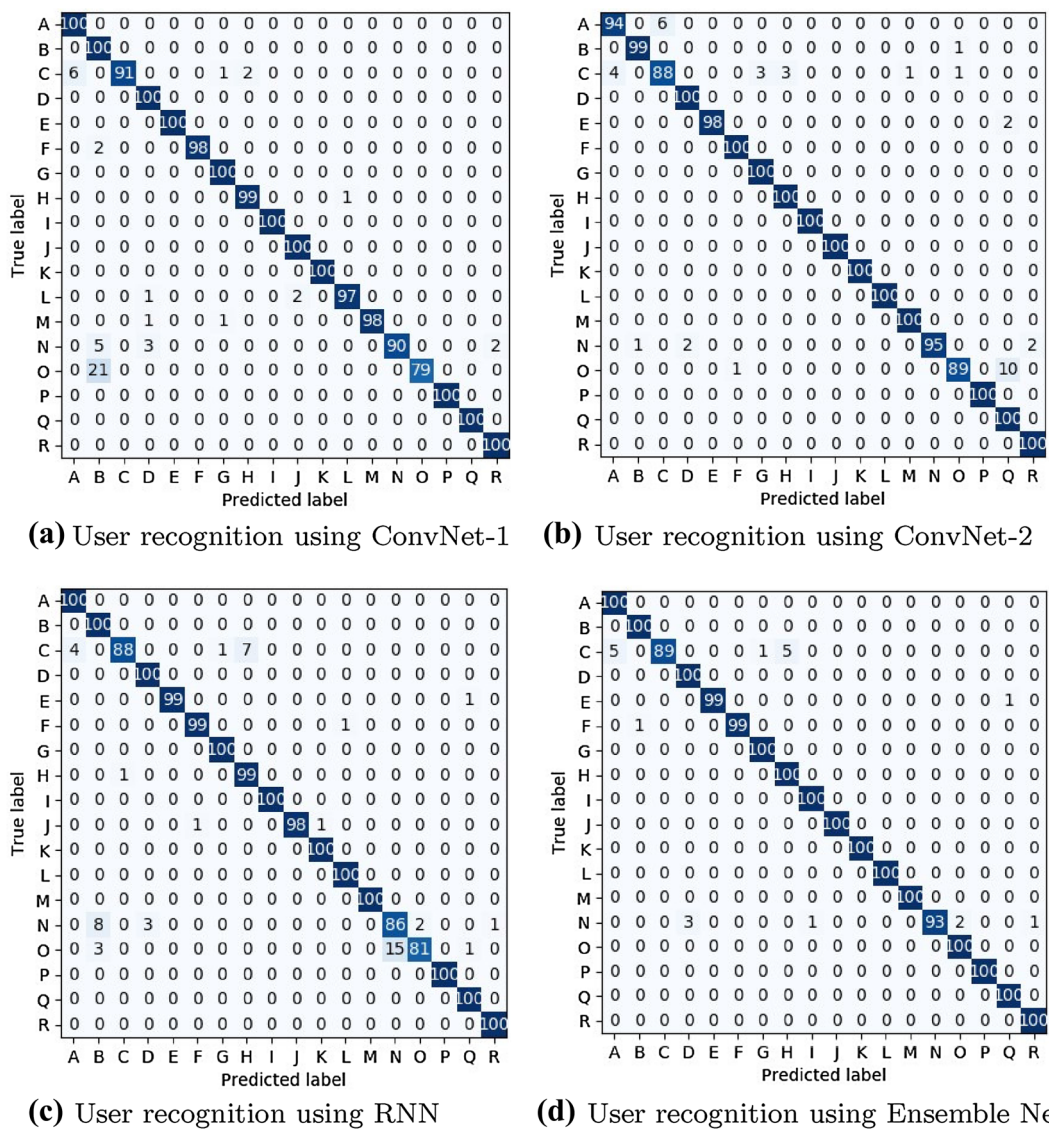 A 100 0 0 0 0 0 0 0 0 0 0 0 0 0 0 0 0 0
B 0 100 0 0 0 0 0 0 0 0 0 0 0 0 0 0 0 0
C 6 0 91 0 0 0 1 2 0 0 0 0 0 0 0 0 0 0
D 0 0 0 100 0 0 0 0 0 0 0 0 0 0 0 0 0 0
E 0 0 0 0 100 0 0 0 0 0 0 0 0 0 0 0 0 0
F 0 2 0 0 0 98 0 0 0 0 0 0 0 0 0 0 0 0
G 0 0 0 0 0 0 100 0 0 0 0 0 0 0 0 0 0 0
H 0 0 0 0 0 0 0 99 0 0 0 1 0 0 0 0 0 0
I 0 0 0 0 0 0 0 0 100 0 0 0 0 0 0 0 0 0
J 0 0 0 0 0 0 0 0 0 100 0 0 0 0 0 0 0 0
K 0 0 0 0 0 0 0 0 0 0 100 0 0 0 0 0 0 0
L 0 0 0 1 0 0 0 0 0 2 0 97 0 0 0 0 0 0
M 0 0 0 1 0 0 1 0 0 0 0 0 98 0 0 0 0 0
N 0 5 0 3 0 0 0 0 0 0 0 0 0 90 0 0 0 2
O 0 21 0 0 0 0 0 0 0 0 0 0 0 0 79 0 0 0
P 0 0 0 0 0 0 0 0 0 0 0 0 0 0 0 100 0 0
Q 0 0 0 0 0 0 0 0 0 0 0 0 0 0 0 0 100 0
R 0 0 0 0 0 0 0 0 0 0 0 0 0 0 0 0 0 100
True label
A B C D E F G H I J K L M N O P Q R
Predicted label
(a) User recognition using ConvNet-1
A 94 0 6 0 0 0 0 0 0 0 0 0 0 0 0 0 0 0
B 0 99 0 0 0 0 0 0 0 0 0 0 0 0 1 0 0 0
C 4 0 88 0 0 0 3 3 0 0 0 0 1 0 1 0 0 0
D 0 0 0 100 0 0 0 0 0 0 0 0 0 0 0 0 0 0
E 0 0 0 0 98 0 0 0 0 0 0 0 0 0 0 0 2 0
F 0 0 0 0 0 100 0 0 0 0 0 0 0 0 0 0 0 0
G 0 0 0 0 0 0 100 0 0 0 0 0 0 0 0 0 0 0
H 0 0 0 0 0 0 0 100 0 0 0 0 0 0 0 0 0 0
I 0 0 0 0 0 0 0 0 100 0 0 0 0 0 0 0 0 0
J 0 0 0 0 0 0 0 0 0 100 0 0 0 0 0 0 0 0
K 0 0 0 0 0 0 0 0 0 0 100 0 0 0 0 0 0 0
L 0 0 0 0 0 0 0 0 0 0 0 100 0 0 0 0 0 0
M 0 0 0 0 0 0 0 0 0 0 0 0 100 0 0 0 0 0
N 0 1 0 2 0 0 0 0 0 0 0 0 0 95 0 0 0 2
O 0 0 0 0 0 1 0 0 0 0 0 0 0 0 89 0 10 0
P 0 0 0 0 0 0 0 0 0 0 0 0 0 0 0 100 0 0
Q 0 0 0 0 0 0 0 0 0 0 0 0 0 0 0 0 100 0
R 0 0 0 0 0 0 0 0 0 0 0 0 0 0 0 0 0 100
True label
A B C D E F G H I J K L M N O P Q R
Predicted label
(b) User recognition using ConvNet-2
A 100 0 0 0 0 0 0 0 0 0 0 0 0 0 0 0 0 0
B 0 100 0 0 0 0 0 0 0 0 0 0 0 0 0 0 0 0
C 4 0 88 0 0 0 1 7 0 0 0 0 0 0 0 0 0 0
D 0 0 0 100 0 0 0 0 0 0 0 0 0 0 0 0 0 0
E 0 0 0 0 99 0 0 0 0 0 0 0 0 0 0 0 1 0
F 0 0 0 0 0 99 0 0 0 0 0 1 0 0 0 0 0 0
G 0 0 0 0 0 0 100 0 0 0 0 0 0 0 0 0 0 0
H 0 0 1 0 0 0 0 99 0 0 0 0 0 0 0 0 0 0
I 0 0 0 0 0 0 0 0 100 0 0 0 0 0 0 0 0 0
J 0 0 0 0 0 1 0 0 0 98 1 0 0 0 0 0 0 0
K 0 0 0 0 0 0 0 0 0 0 100 0 0 0 0 0 0 0
L 0 0 0 0 0 0 0 0 0 0 0 100 0 0 0 0 0 0
M 0 0 0 0 0 0 0 0 0 0 0 0 100 0 0 0 0 0
N 0 8 0 3 0 0 0 0 0 0 0 0 0 86 2 0 0 1
O 0 3 0 0 0 0 0 0 0 0 0 0 0 15 81 0 1 0
P 0 0 0 0 0 0 0 0 0 0 0 0 0 0 0 100 0 0
Q 0 0 0 0 0 0 0 0 0 0 0 0 0 0 0 0 100 0
R 0 0 0 0 0 0 0 0 0 0 0 0 0 0 0 0 0 100
True label
A B C D E F G H I J K L M N O P Q R
Predicted label
(c) User recognition using RNN
A 100 0 0 0 0 0 0 0 0 0 0 0 0 0 0 0 0 0
B 0 100 0 0 0 0 0 0 0 0 0 0 0 0 0 0 0 0
C 5 0 89 0 0 0 1 5 0 0 0 0 0 0 0 0 0 0
D 0 0 0 100 0 0 0 0 0 0 0 0 0 0 0 0 0 0
E 0 0 0 0 99 0 0 0 0 0 0 0 0 0 0 0 1 0
F 0 1 0 0 0 99 0 0 0 0 0 0 0 0 0 0 0 0
G 0 0 0 0 0 0 100 0 0 0 0 0 0 0 0 0 0 0
H 0 0 0 0 0 0 0 100 0 0 0 0 0 0 0 0 0 0
I 0 0 0 0 0 0 0 0 100 0 0 0 0 0 0 0 0 0
J 0 0 0 0 0 0 0 0 0 100 0 0 0 0 0 0 0 0
K 0 0 0 0 0 0 0 0 0 0 100 0 0 0 0 0 0 0
L 0 0 0 0 0 0 0 0 0 0 0 100 0 0 0 0 0 0
M 0 0 0 0 0 0 0 0 0 0 0 0 100 0 0 0 0 0
N 0 0 0 3 0 0 0 0 1 0 0 0 0 93 2 0 0 1
O 0 0 0 0 0 0 0 0 0 0 0 0 0 0 100 0 0 0
P 0 0 0 0 0 0 0 0 0 0 0 0 0 0 0 100 0 0
Q 0 0 0 0 0 0 0 0 0 0 0 0 0 0 0 0 100 0
R 0 0 0 0 0 0 0 0 0 0 0 0 0 0 0 0 0 100
True label
A B C D E F G H I J K L M N O P Q R
Predicted label
(d) User recognition using Ensemble